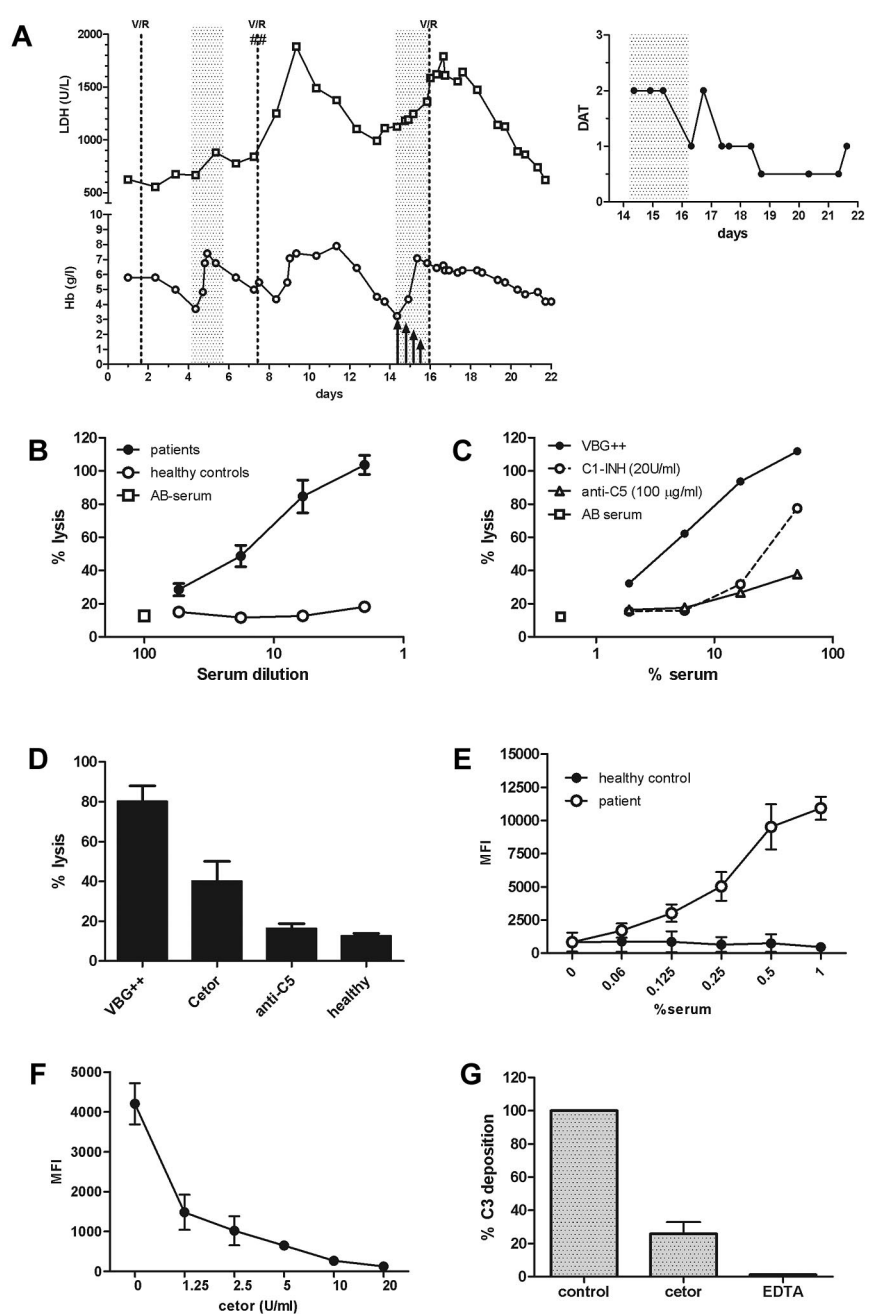 A
V/R
V/R
##
V/R
LDH (U/L)
2000
1500
1000
500
Hb (g/l)
10
9
8
7
6
5
4
3
2
1
0
0 2 4 6 8 10 12 14 16 18 20 22
days
DAT
3
2
1
0
14 15 16 17 18 19 20 21 22
days
B
% lysis
120
100
80
60
40
20
0
patients
healthy controls
AB-serum
100 10 1
Serum dilution
C
% lysis
120
100
80
60
40
20
0
VBG++
C1-INH (20U/ml)
anti-C5 (100 µg/ml)
AB serum
1 10 100
% serum
D
% lysis
100
80
60
40
20
0
VBG++
Cetor
anti-C5
healthy
E
MFI
15000
12500
10000
7500
5000
2500
0
healthy control
patient
0 0.06 0.125 0.25 0.5 1
%serum
F
MFI
5000
4000
3000
2000
1000
0
0 1.25 2.5 5 10 20
cetor (U/ml)
G
% C3 deposition
120
100
80
60
40
20
0
control cetor EDTA